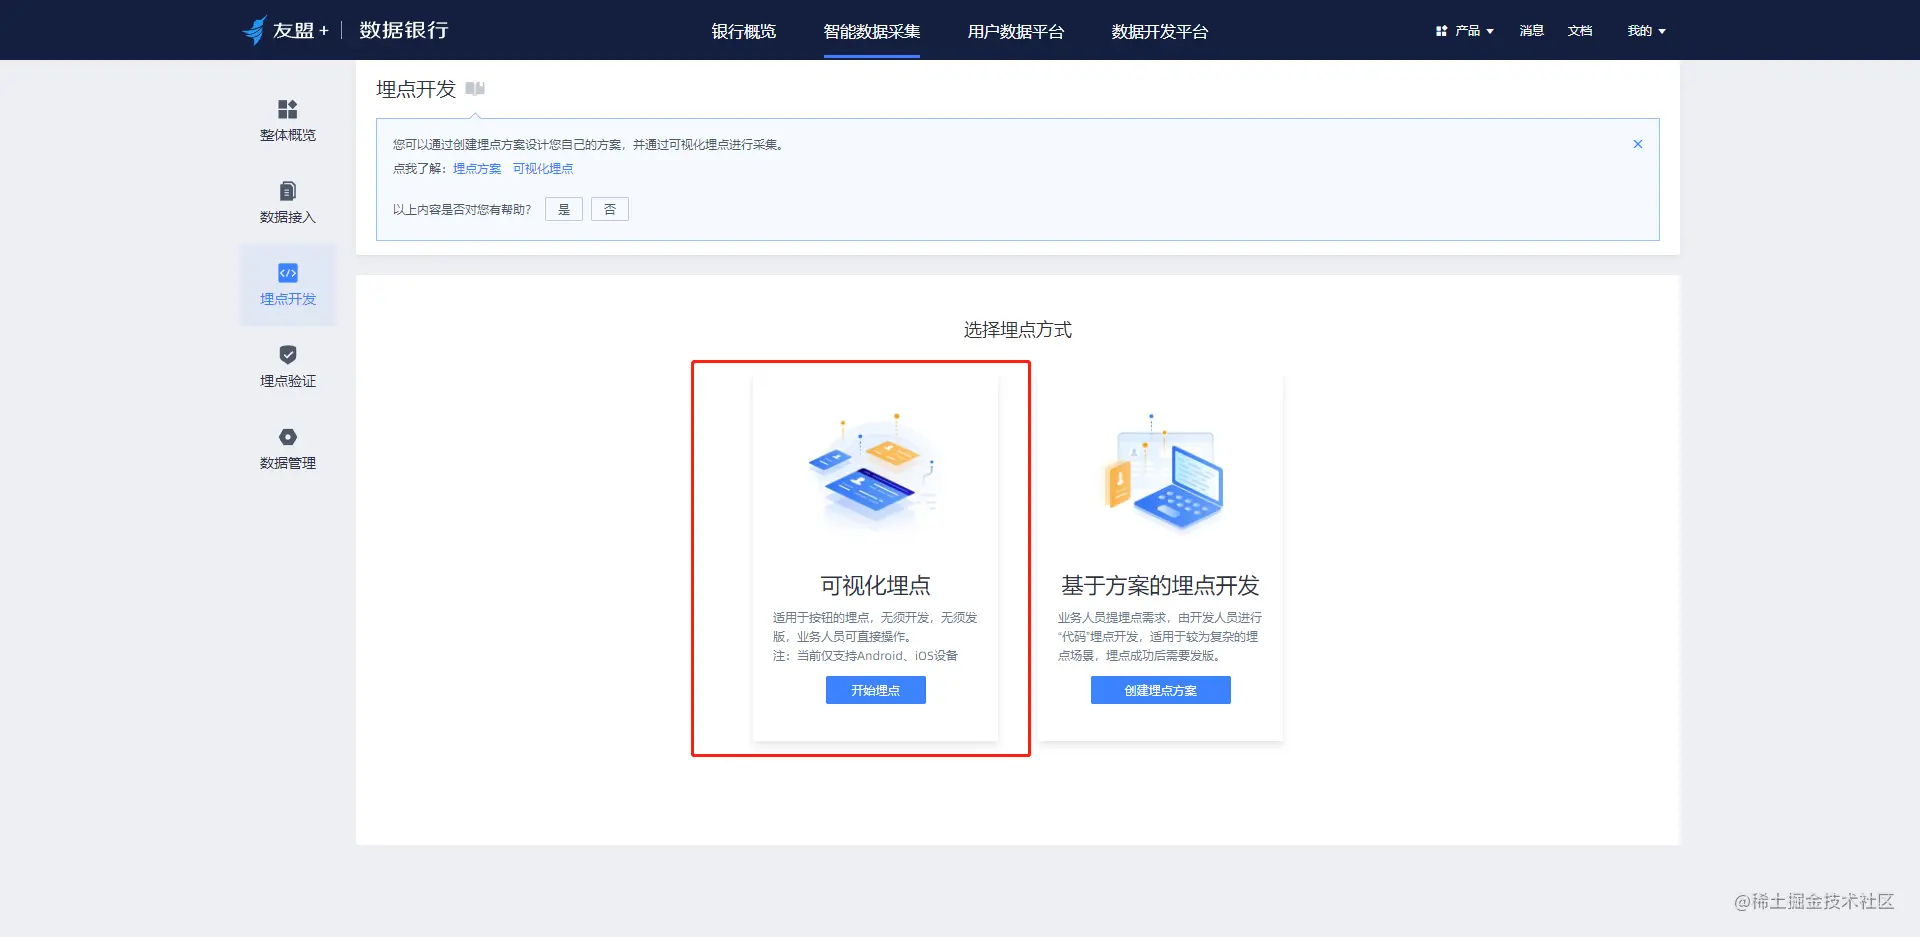 友盟+ | 数据银行
银行概览 智能数据采集 用户数据平台 数据开发平台
产品 消息 文档 我的
整体概览
数据接入
埋点开发
埋点验证
数据管理
埋点开发
您可以通过创建埋点方案设计您自己的方案，并通过可视化埋点进行采集。
点我了解：埋点方案 可视化埋点
以上内容是否对您有帮助？ 是 否
选择埋点方式
可视化埋点
适用于按钮的埋点，无须开发，无须发
版，业务人员可直接操作。
注：当前仅支持Android、iOS设备
开始埋点
基于方案的埋点开发
业务人员提埋点需求，由开发人员进行
“代码”埋点开发，适用于较为复杂的埋
点场景，埋点成功后需要发版。
创建埋点方案
@稀土掘金技术社区